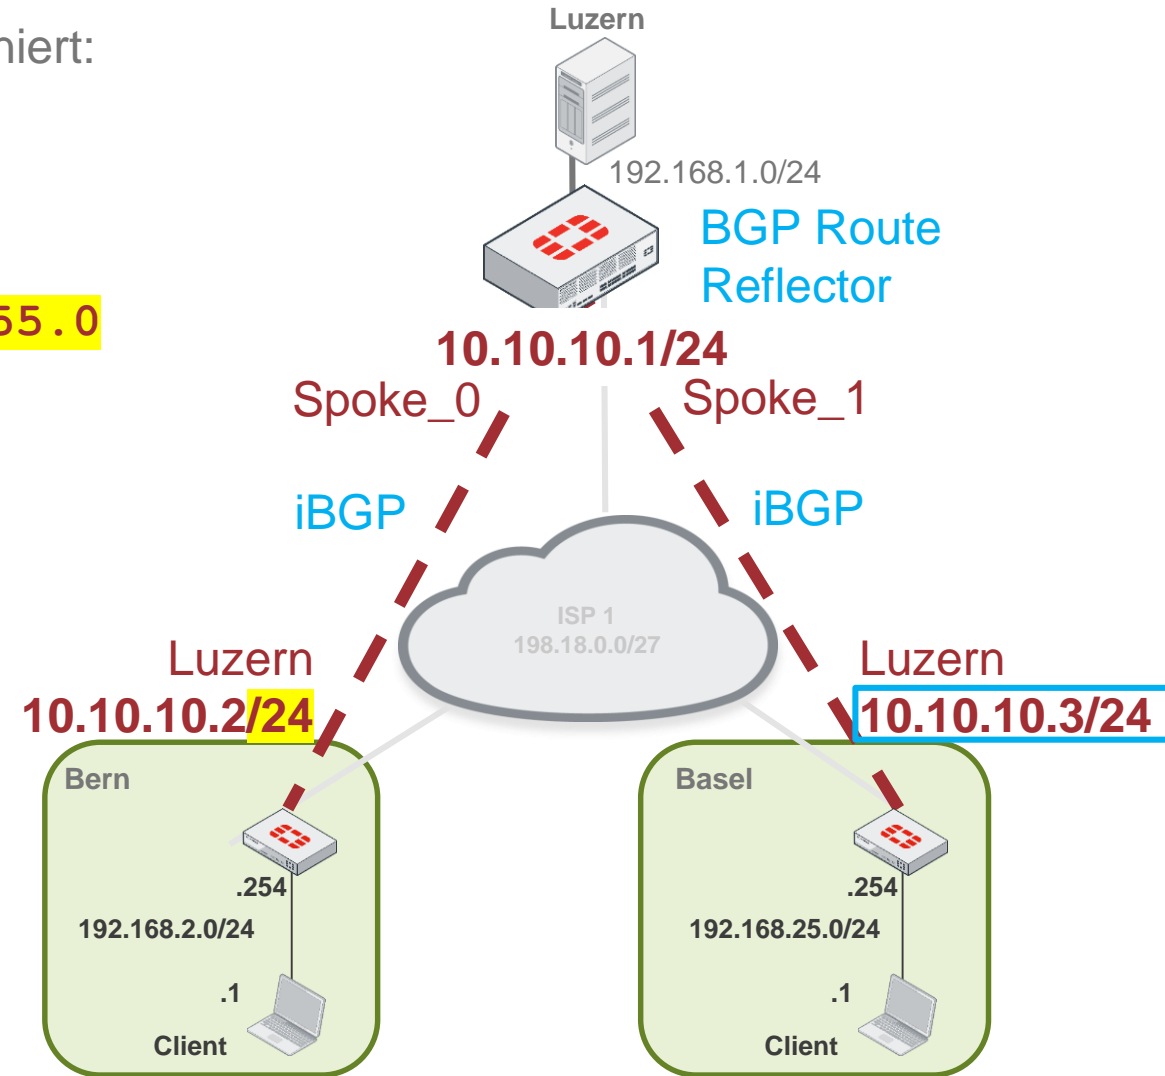 Luzern
niert:
192.168.1.0/24
BGP Route
Reflector
55.0
10.10.10.1/24
Spoke_0
Spoke_1
iBGP
iBGP
ISP 1
198.18.0.0/27
Luzern
Luzern
10.10.10.2/24
10.10.10.3/24
Bern
Basel
.254
.254
192.168.2.0/24
192.168.25.0/24
.1
.1
Client
Client